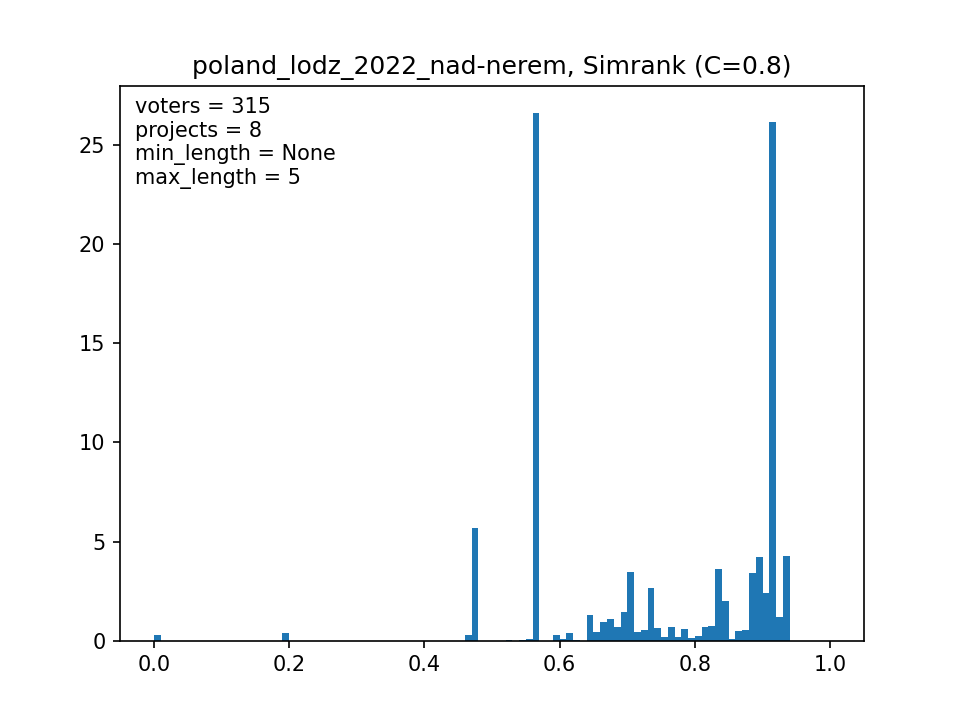 poland_lodz_2022_nad-nerem, Simrank (C=0.8)
voters = 315
projects = 8
min_length = None
max_length = 5
25
20
15
10
5
0
0.0 0.2 0.4 0.6 0.8 1.0